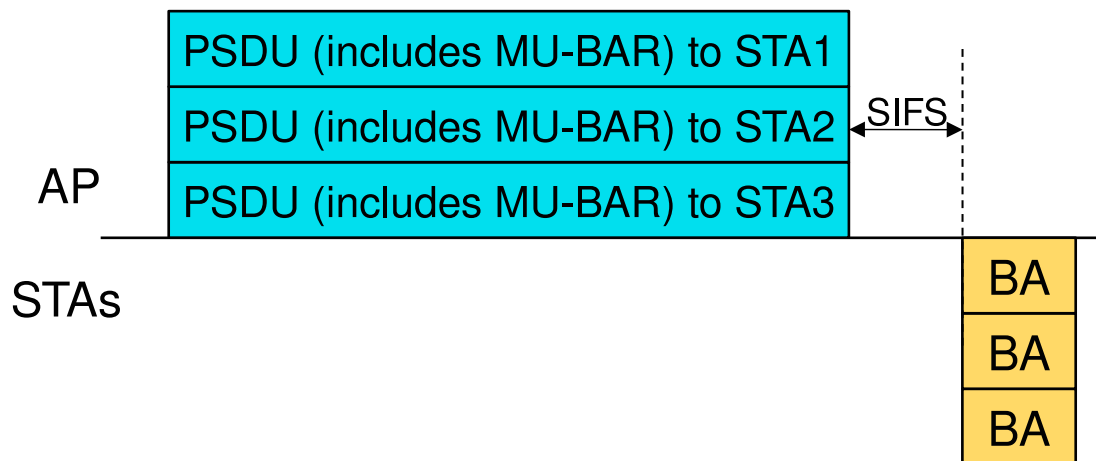 PSDU (includes MU-BAR) to STA1
PSDU (includes MU-BAR) to STA2
SIFS
PSDU (includes MU-BAR) to STA3
AP
STAs
BA
BA
BA